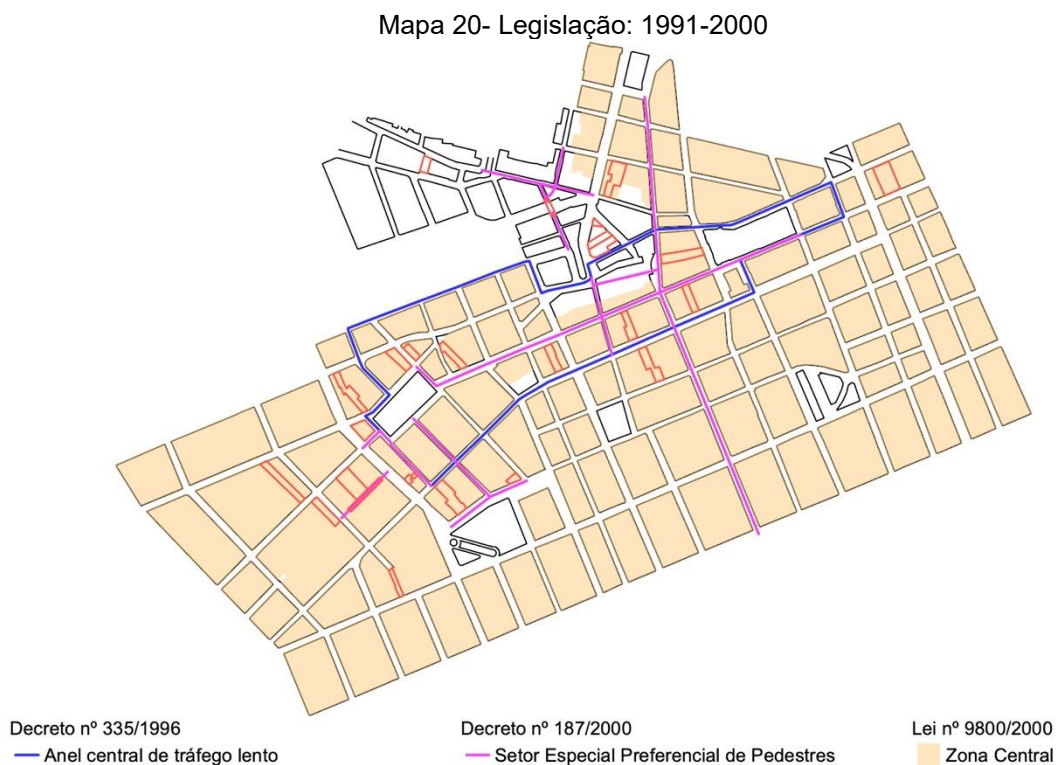 Mapa 20- Legislação: 1991-2000
Decreto nº 335/1996
Anel central de tráfego lento
Decreto nº 187/2000
Setor Especial Preferencial de Pedestres
Lei nº 9800/2000
Zona Central